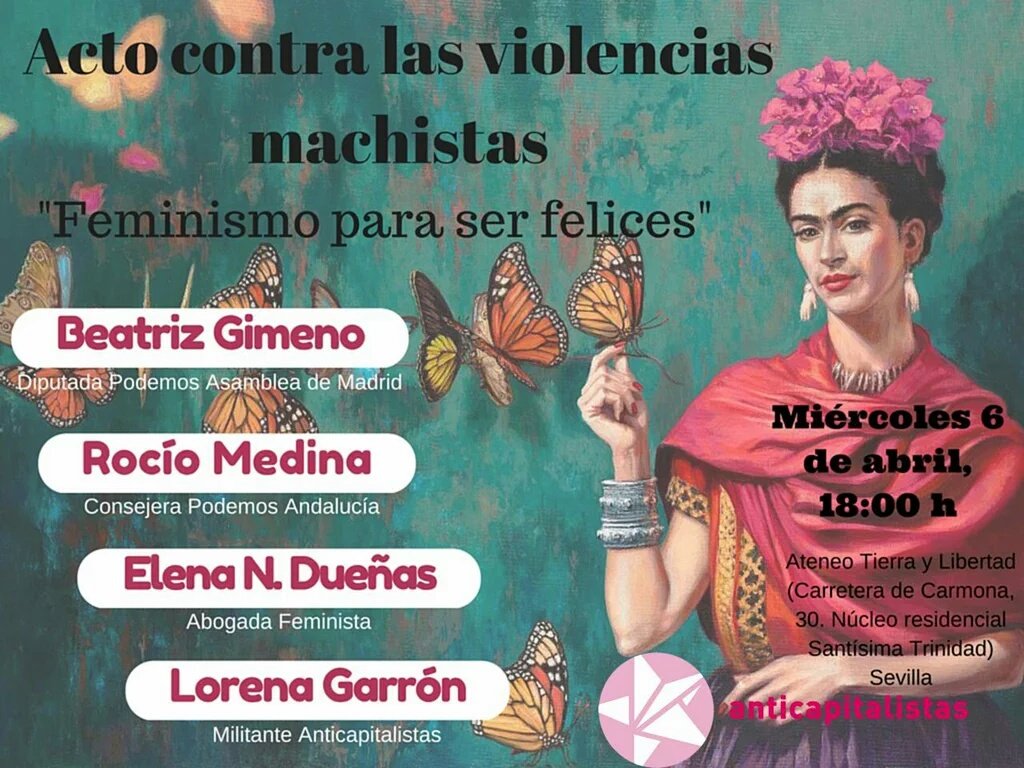 Acto contra las violencias
machistas
"Feminismo para ser felices"
Beatriz Gimeno
Diputada Podemos Asamblea de Madrid
Rocío Medina
Consejera Podemos Andalucía
Elena N. Dueñas
Abogada Feminista
Lorena Garrón
Militante Anticapitalistas
Miércoles 6
de abril,
18:00 h
Ateneo Tierra y Libertad
(Carretera de Carmona,
30. Núcleo residencial
Santísima Trinidad)
Sevilla
anticapitalistas